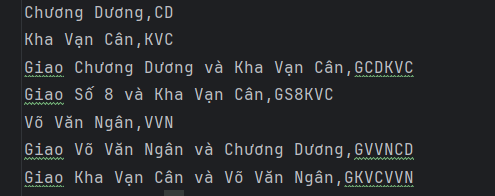 Chương Dương,CD
Kha Vạn Cân,KVC
Giao Chương Dương và Kha Vạn Cân,GCDKVC
Giao Số 8 và Kha Vạn Cân,GS8KVC
Võ Văn Ngân,VVN
Giao Võ Văn Ngân và Chương Dương,GVVNCD
Giao Kha Vạn Cân và Võ Văn Ngân,GKVCVVN